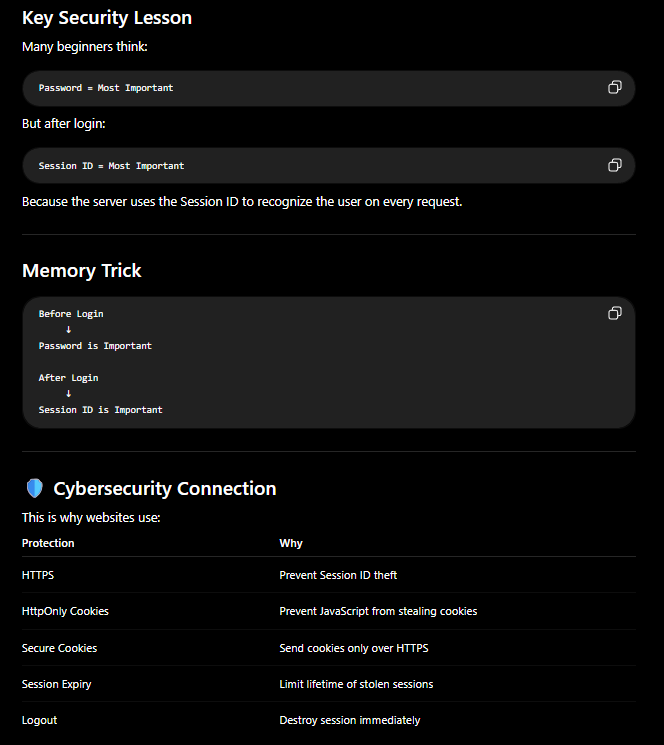 Key Security Lesson
Many beginners think:
Password = Most Important
But after login:
Session ID = Most Important
Because the server uses the Session ID to recognize the user on every request.
Memory Trick
Before Login
↓
Password is Important
After Login
↓
Session ID is Important
Cybersecurity Connection
This is why websites use:
Protection Why
HTTPS Prevent Session ID theft
HttpOnly Cookies Prevent JavaScript from stealing cookies
Secure Cookies Send cookies only over HTTPS
Session Expiry Limit lifetime of stolen sessions
Logout Destroy session immediately